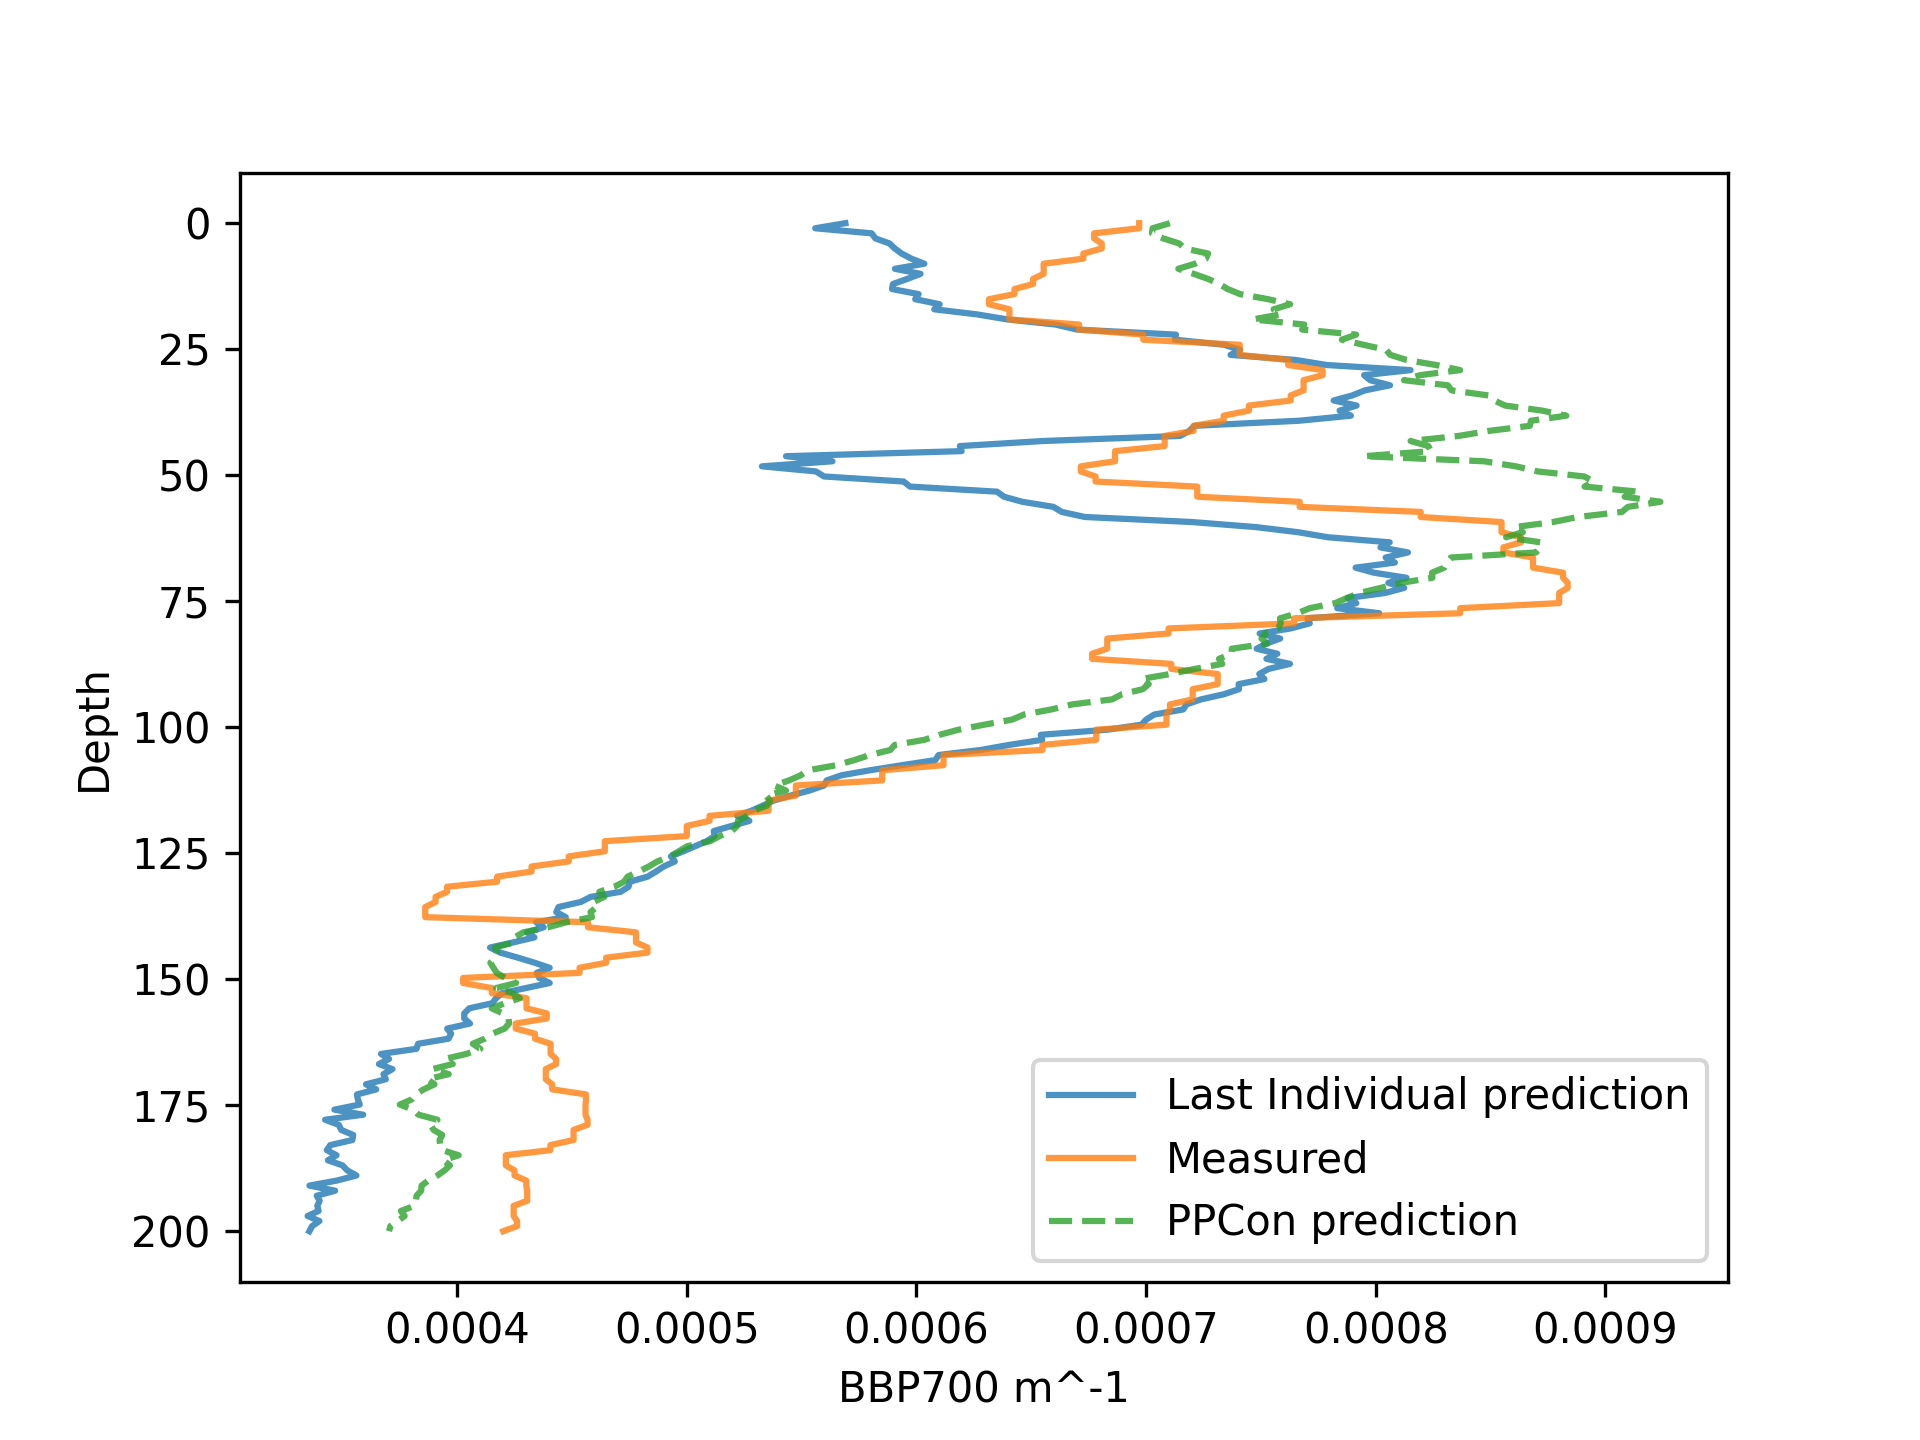 0
25
50
75
100
125
150
175
200
Depth
0.0004 0.0005 0.0006 0.0007 0.0008 0.0009
BBP700 m^-1
Last Individual prediction
Measured
PPCon prediction